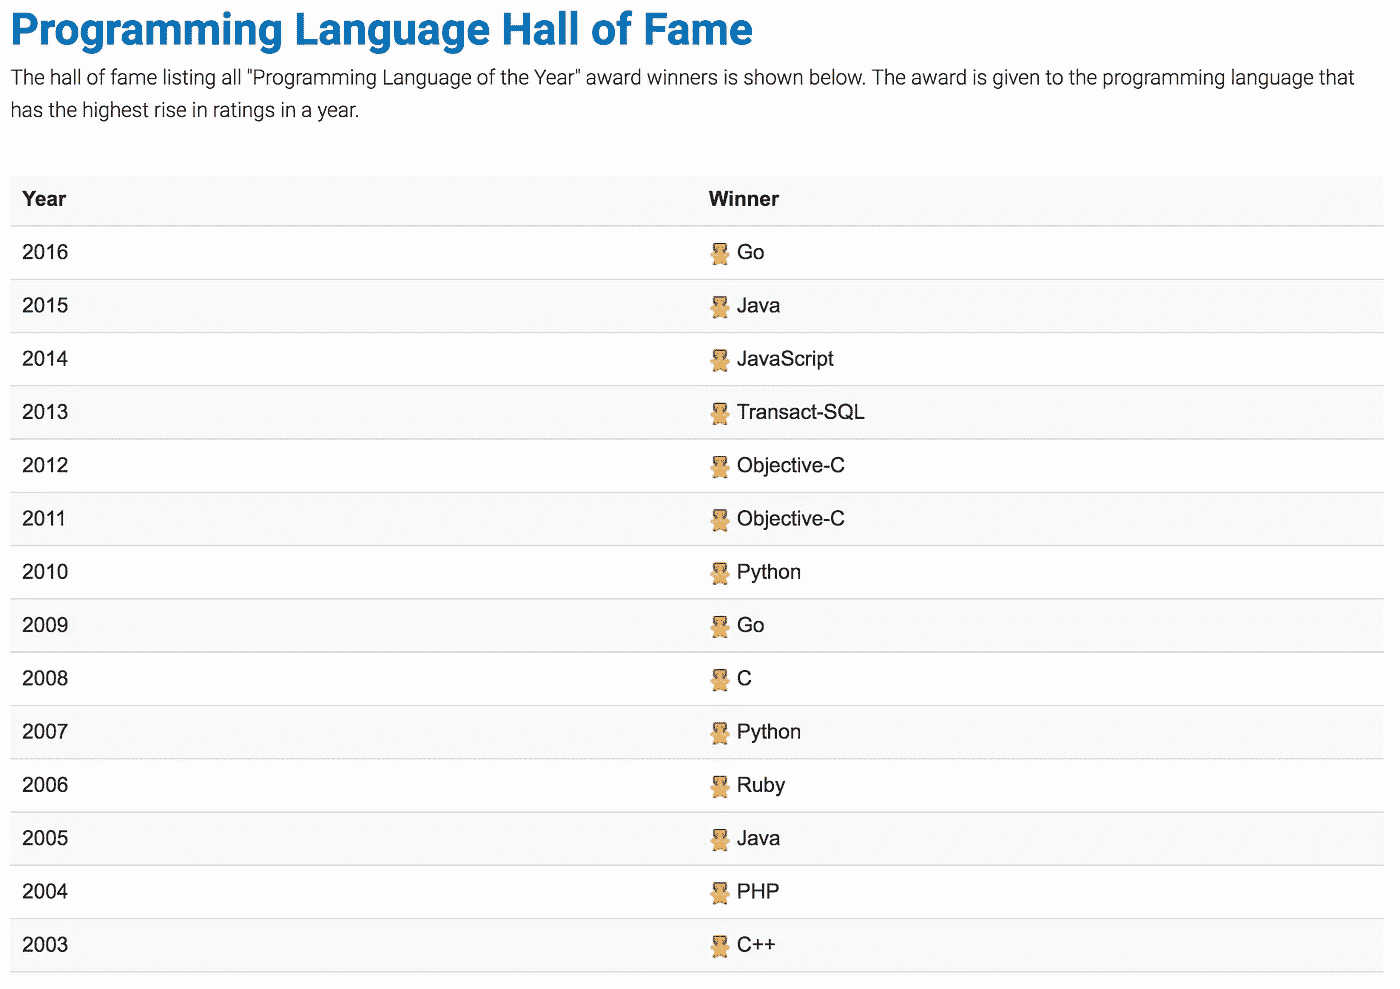 Programming Language Hall of Fame
The hall of fame listing all "Programming Language of the Year" award winners is shown below. The award is given to the programming language that
has the highest rise in ratings in a year.
Year Winner
2016 Go
2015 Java
2014 JavaScript
2013 Transact-SQL
2012 Objective-C
2011 Objective-C
2010 Python
2009 Go
2008 C
2007 Python
2006 Ruby
2005 Java
2004 PHP
2003 C++